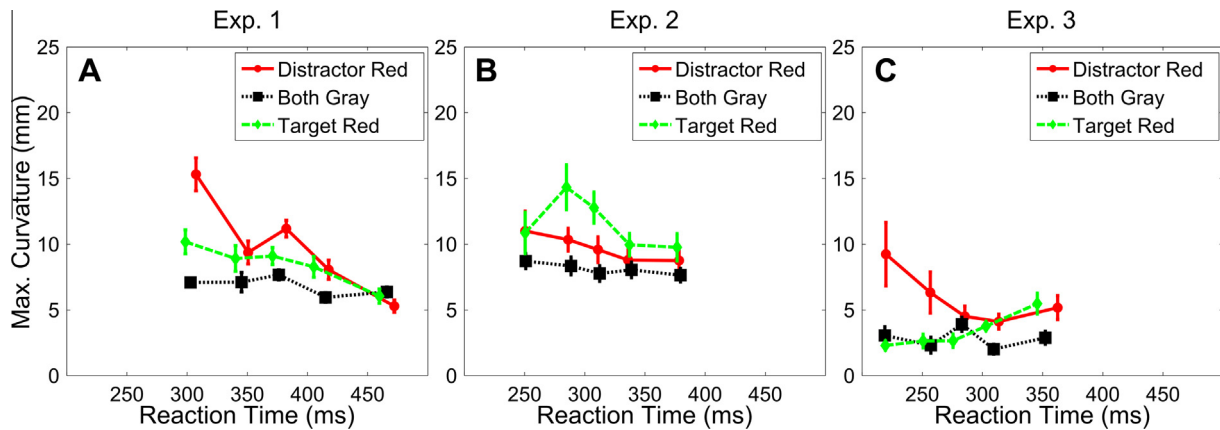 Exp. 1
Exp. 2
Exp. 3
A
Distractor Red
Both Gray
Target Red
B
Distractor Red
Both Gray
Target Red
C
Distractor Red
Both Gray
Target Red
Max. Curvature (mm)
25
20
15
10
5
0
25
20
15
10
5
0
25
20
15
10
5
0
250 300 350 400 450
250 300 350 400 450
250 300 350 400 450
Reaction Time (ms)
Reaction Time (ms)
Reaction Time (ms)